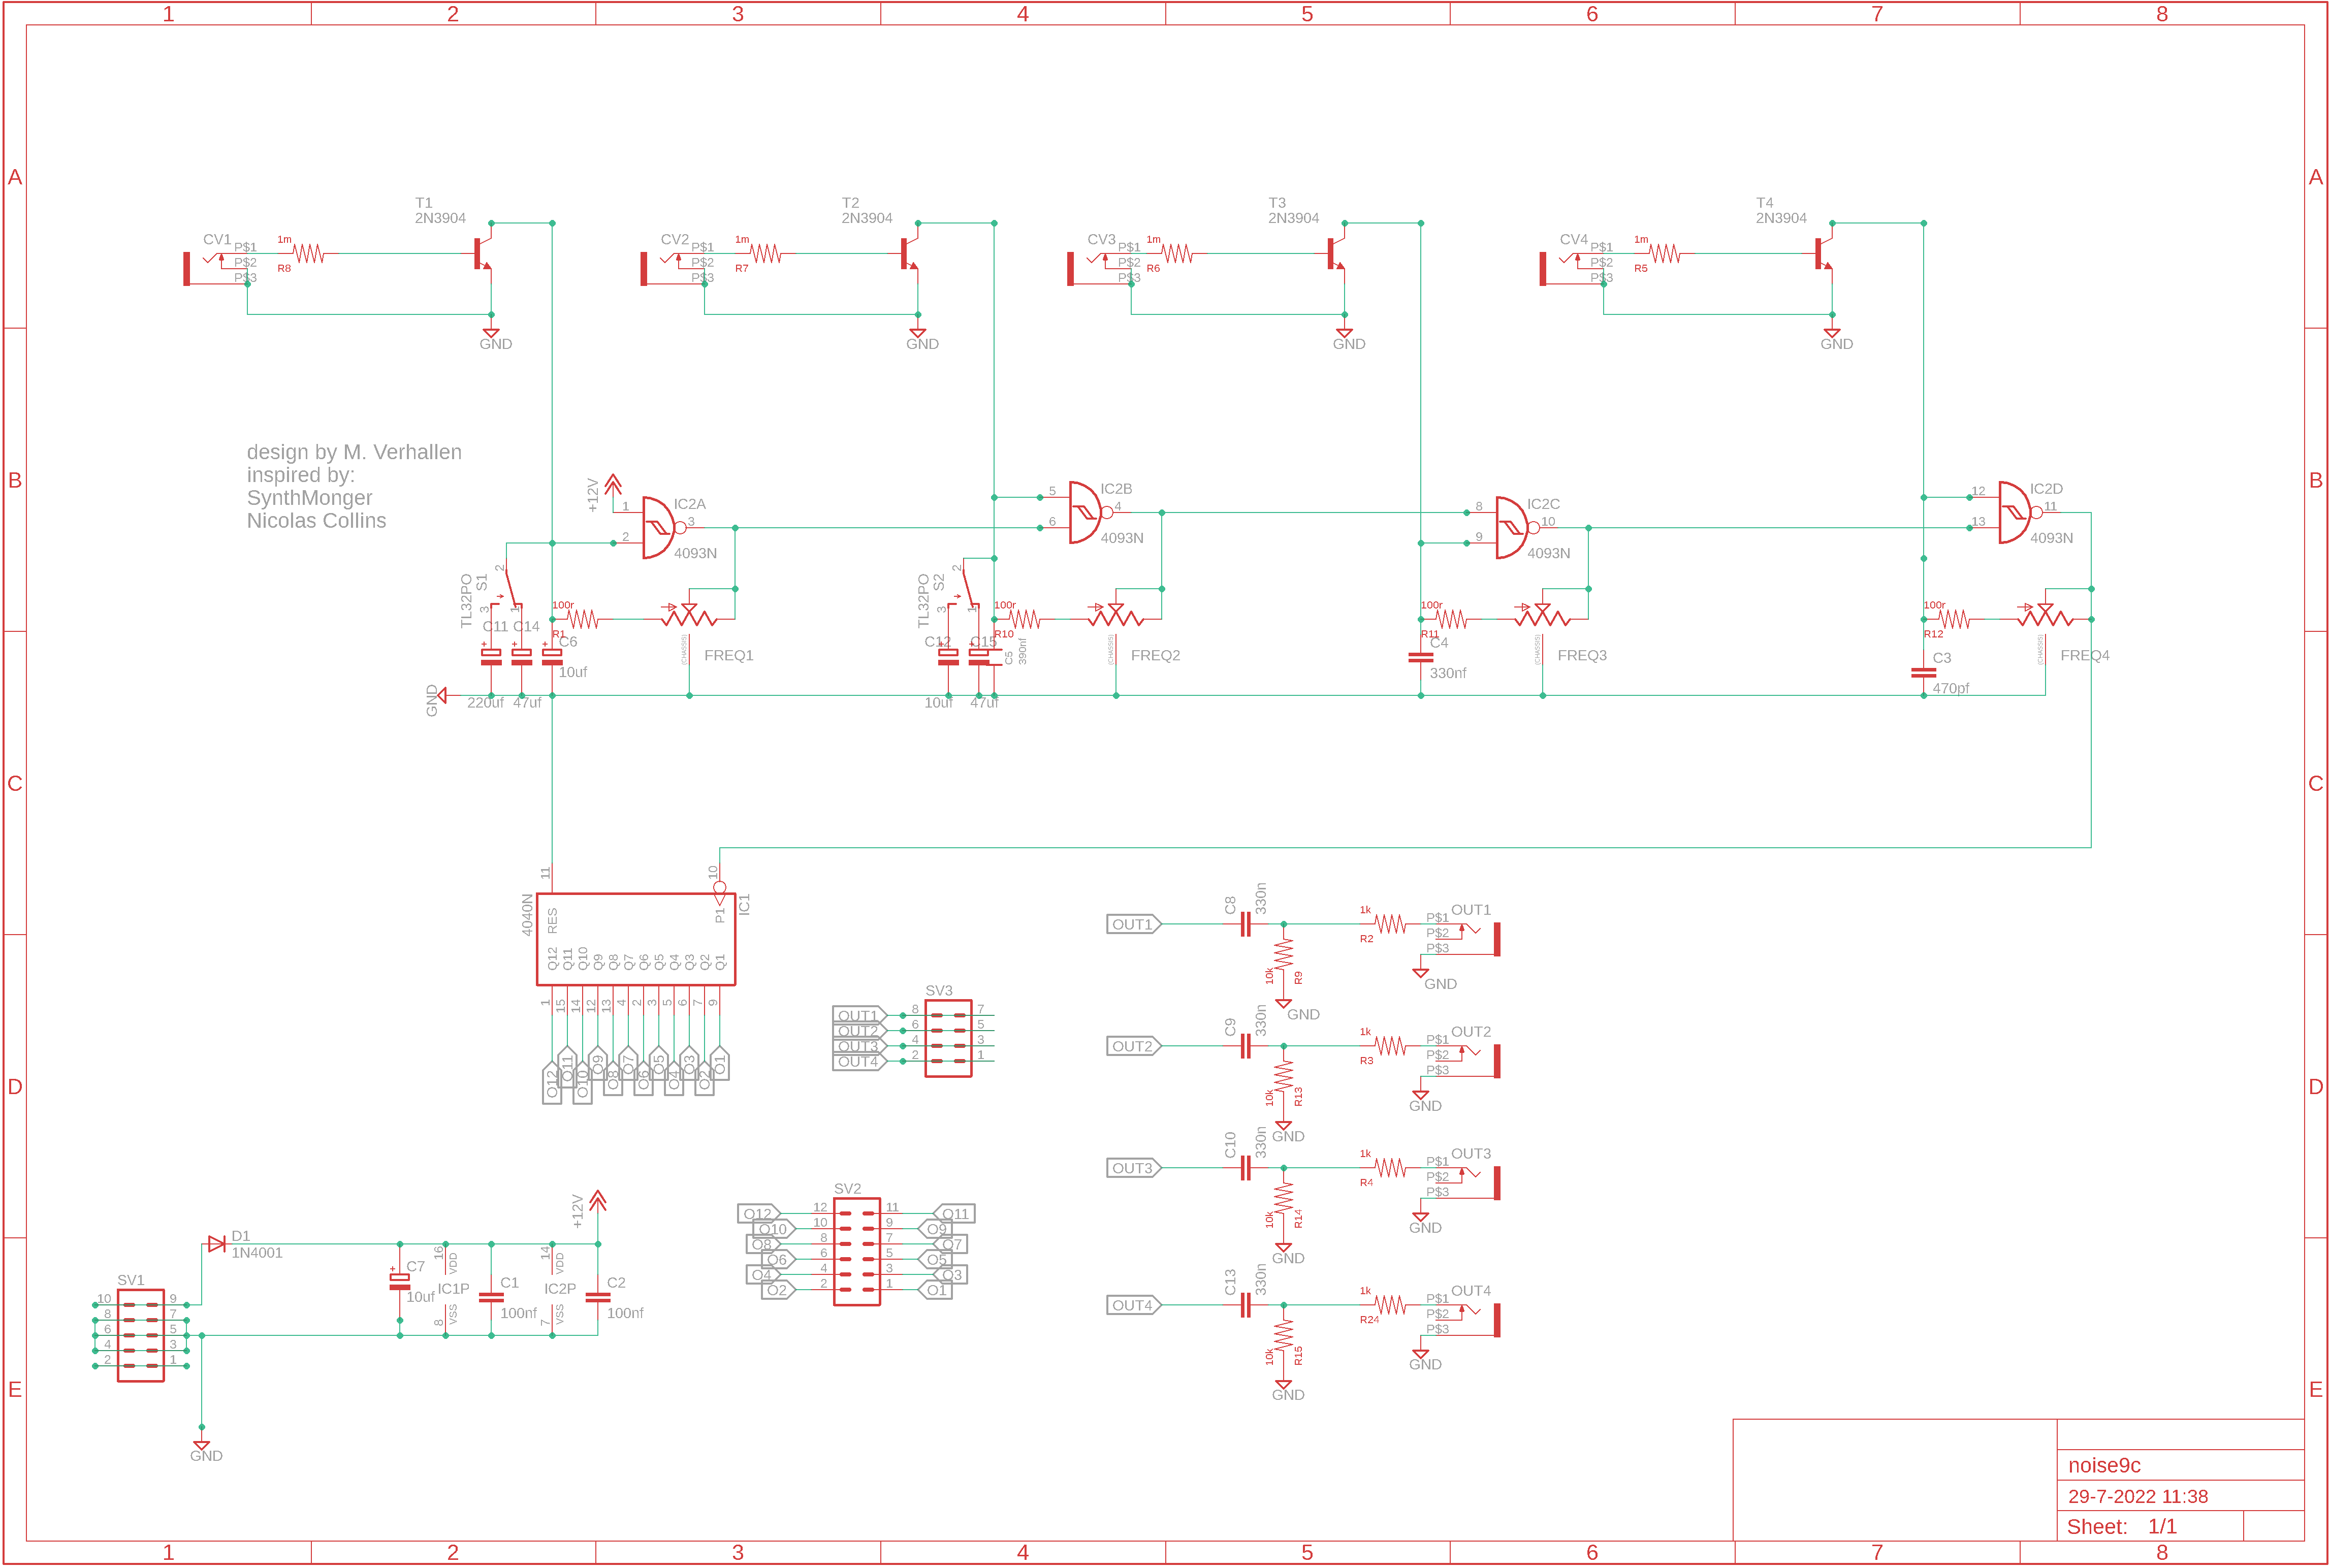 1 2 3 4 5 6 7 8
A A
T1
2N3904
T2
2N3904
T3
2N3904
T4
2N3904
CV1 P$1 1m
P$2 R8
P$3
CV2 P$1 1m
P$2 R7
P$3
CV3 P$1 1m
P$2 R6
P$3
CV4 P$1 1m
P$2 R5
P$3
GND GND GND GND
design by M. Verhallen
inspired by:
SynthMonger
Nicolas Collins
B B
+12V
1 IC2A
3
2 4093N
5 IC2B
4
6 4093N
8 IC2C
10
9 4093N
12 IC2D
11
13 4093N
TL32PO
S1
2
3 1
C11 C14
100r
R1
C6
10uf
(CHASSIS)
FREQ1
220uf 47uf
GND
TL32PO
S2
2
3 1
C12 C15
100r
R10
C5
390nf
(CHASSIS)
FREQ2
10uf 47uf
100r
R11
C4
330nf
(CHASSIS)
FREQ3
100r
R12
C3
470pf
(CHASSIS)
FREQ4
C C
11 10
4040N RES P1 IC1
Q12 Q11 Q10 Q9 Q8 Q7 Q6 Q5 Q4 Q3 Q2 Q1
1 15 14 12 13 4 2 3 5 6 7 9
O12 O11 O10 O9 O8 O7 O6 O5 O4 O3 O2 O1
SV3
OUT1 8 7
OUT2 6 5
OUT3 4 3
OUT4 2 1
OUT1 C8 330n 1k R2 P$1 OUT1
P$2
P$3
10k R9
GND GND
D D
OUT2 C9 330n 1k R3 P$1 OUT2
P$2
P$3
10k R13
GND GND
OUT3 C10 330n 1k R4 P$1 OUT3
P$2
P$3
10k R14
GND GND
OUT4 C13 330n 1k R24 P$1 OUT4
P$2
P$3
10k R15
GND GND
SV2
O12 12 11 O11
O10 10 9 O9
O8 8 7 O7
O6 6 5 O5
O4 4 3 O3
O2 2 1 O1
+12V
D1
1N4001
C7
10uf
16 VDD
IC1P
8 VSS
C1
100nf
14 VDD
IC2P
7 VSS
C2
100nf
SV1
10 9
8 7
6 5
4 3
2 1
GND
E E
noise9c
29-7-2022 11:38
Sheet: 1/1
1 2 3 4 5 6 7 8